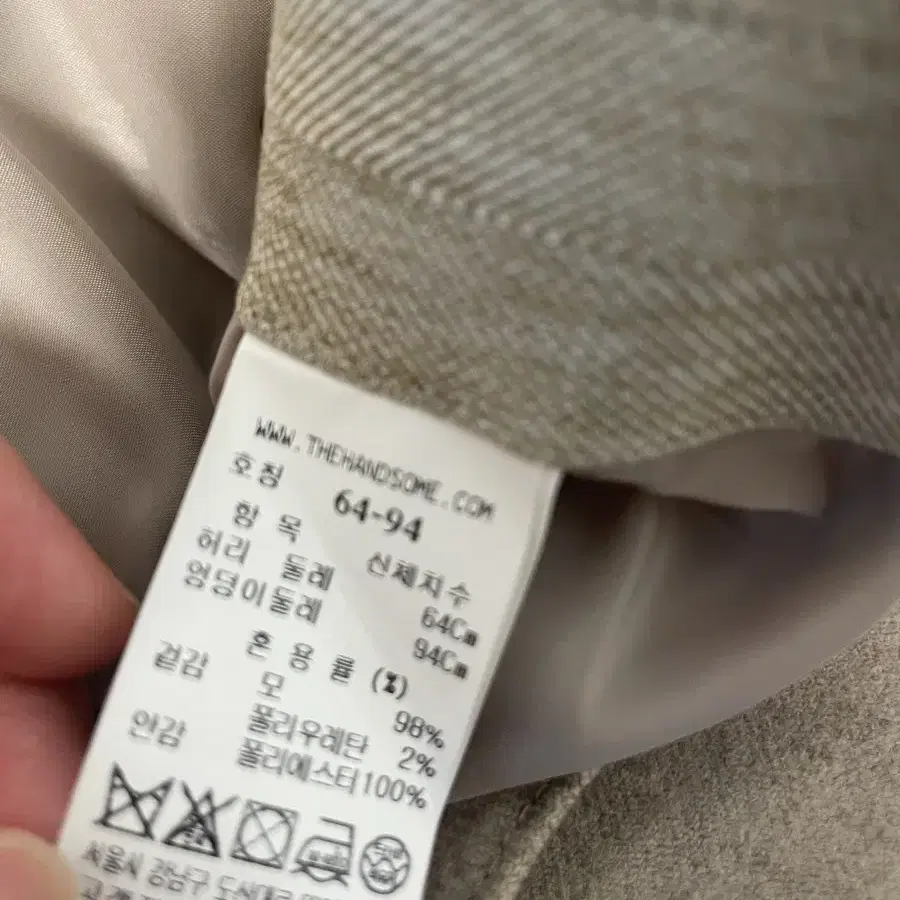 WWW.THEHANDSOME.COM
호칭 64-94
항 목 신체치수
허리 둘레 64Cm
엉덩이둘레 94Cm
혼 용 률 (%)
겉감 모 98%
폴리우레탄 2%
안감 폴리에스터100%
서울시 강남구